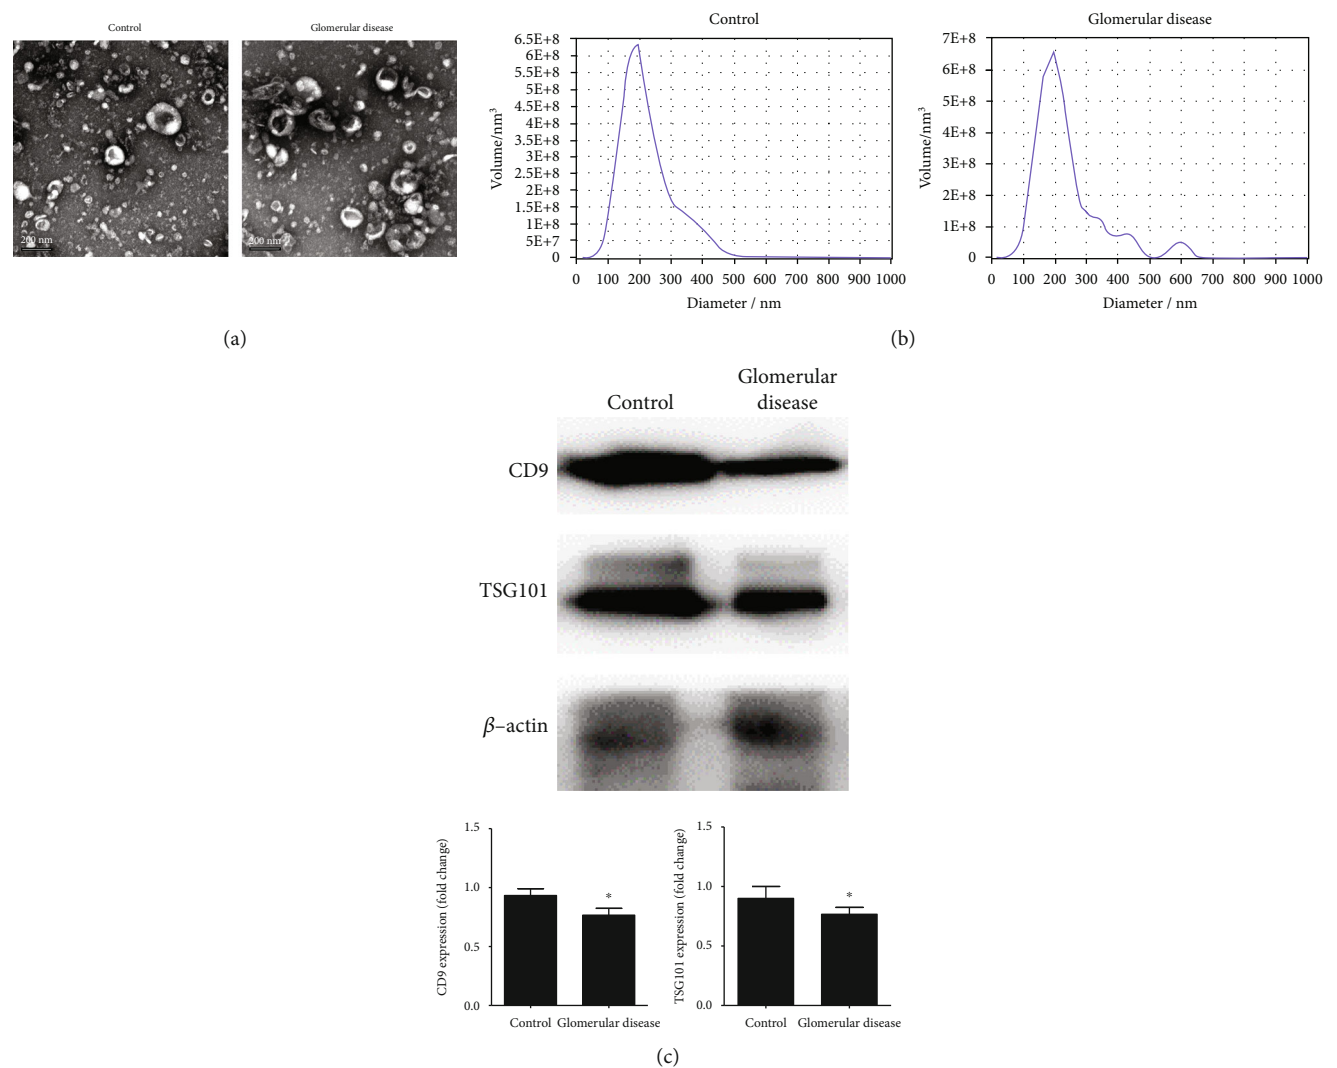 Control
Glomerular disease
200 nm
200 nm
(a)
Control
6.5E+8
6E+8
5.5E+8
5E+8
4.5E+8
4E+8
3.5E+8
3E+8
2.5E+8
2E+8
1.5E+8
1E+8
5E+7
0
Volume/nm³
0 100 200 300 400 500 600 700 800 900 1000
Diameter / nm
Glomerular disease
7E+8
6E+8
5E+8
4E+8
3E+8
2E+8
1E+8
0
Volume/nm³
0 100 200 300 400 500 600 700 800 900 1000
Diameter / nm
(b)
Control
Glomerular
disease
CD9
TSG101
β–actin
CD9 expression (fold change)
1.5
1.0
0.5
0.0
*
Control Glomerular disease
TSG101 expression (fold change)
1.5
1.0
0.5
0.0
*
Control Glomerular disease
(c)